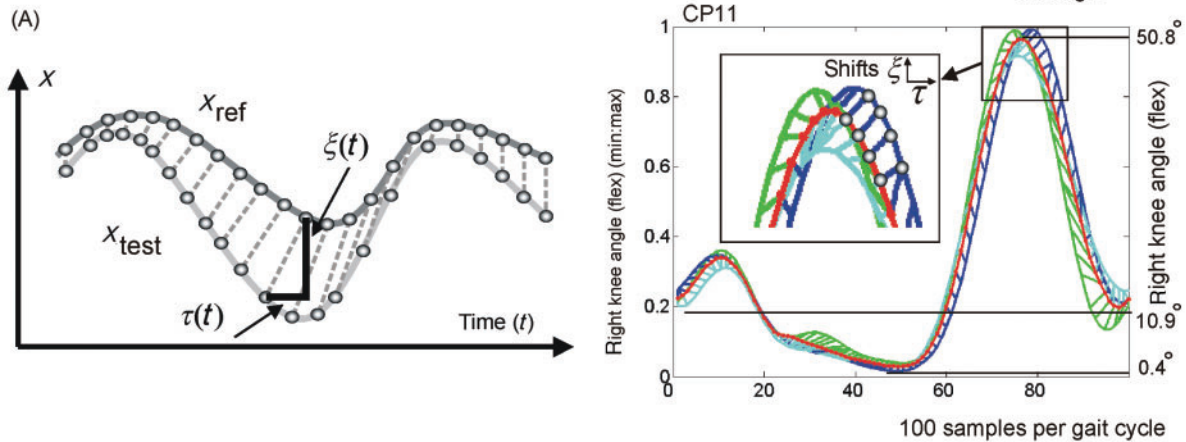 (A)
X
X_ref
ξ(t)
X_test
τ(t)
Time (t)
CP11
Right knee angle (flex) (min:max)
1
0.8
0.6
0.4
0.2
0
0
20
40
60
80
Shifts ξ
τ
50.8°
10.9°
0.4°
Right knee angle (flex)
100 samples per gait cycle